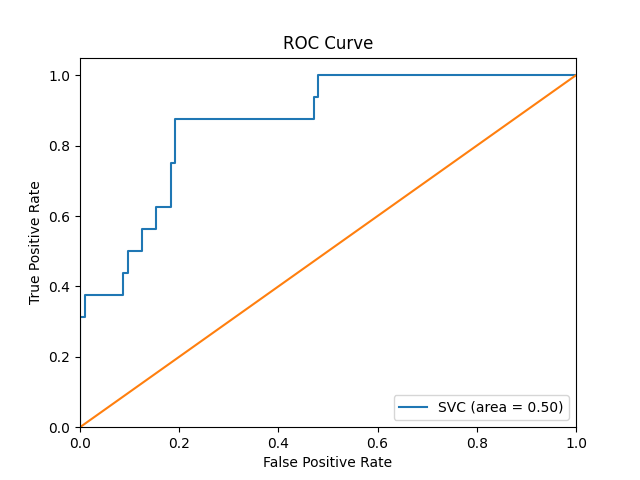 ROC Curve
True Positive Rate
1.0
0.8
0.6
0.4
0.2
0.0
0.0 0.2 0.4 0.6 0.8 1.0
False Positive Rate
SVC (area = 0.50)